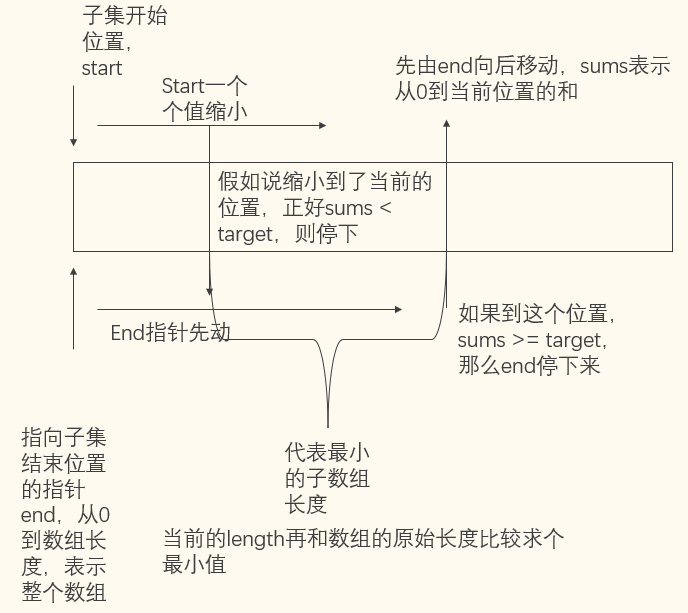 子集开始
位置，
start
Start一个
个值缩小
先由end向后移动，sums表示
从0到当前位置的和
假如说缩小到了当前的
位置，正好sums <
target，则停下
End指针先动
如果到这个位置，
sums >= target，
那么end停下来
指向子集
结束位置
的指针
end，从0
到数组长
度，表示
整个数组
代表最小
的子数组
长度
当前的length再和数组的原始长度比较求个
最小值